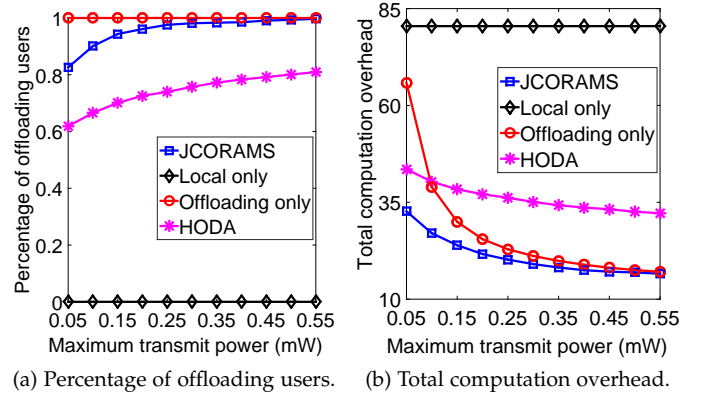 Percentage of offloading users
1
0.8
0.6
0.4
0.2
0
JCORAMS
Local only
Offloading only
HODA
0.05 0.15 0.25 0.35 0.45 0.55
Maximum transmit power (mW)
(a) Percentage of offloading users.
Total computation overhead
85
60
35
10
JCORAMS
Local only
Offloading only
HODA
0.05 0.15 0.25 0.35 0.45 0.55
Maximum transmit power (mW)
(b) Total computation overhead.